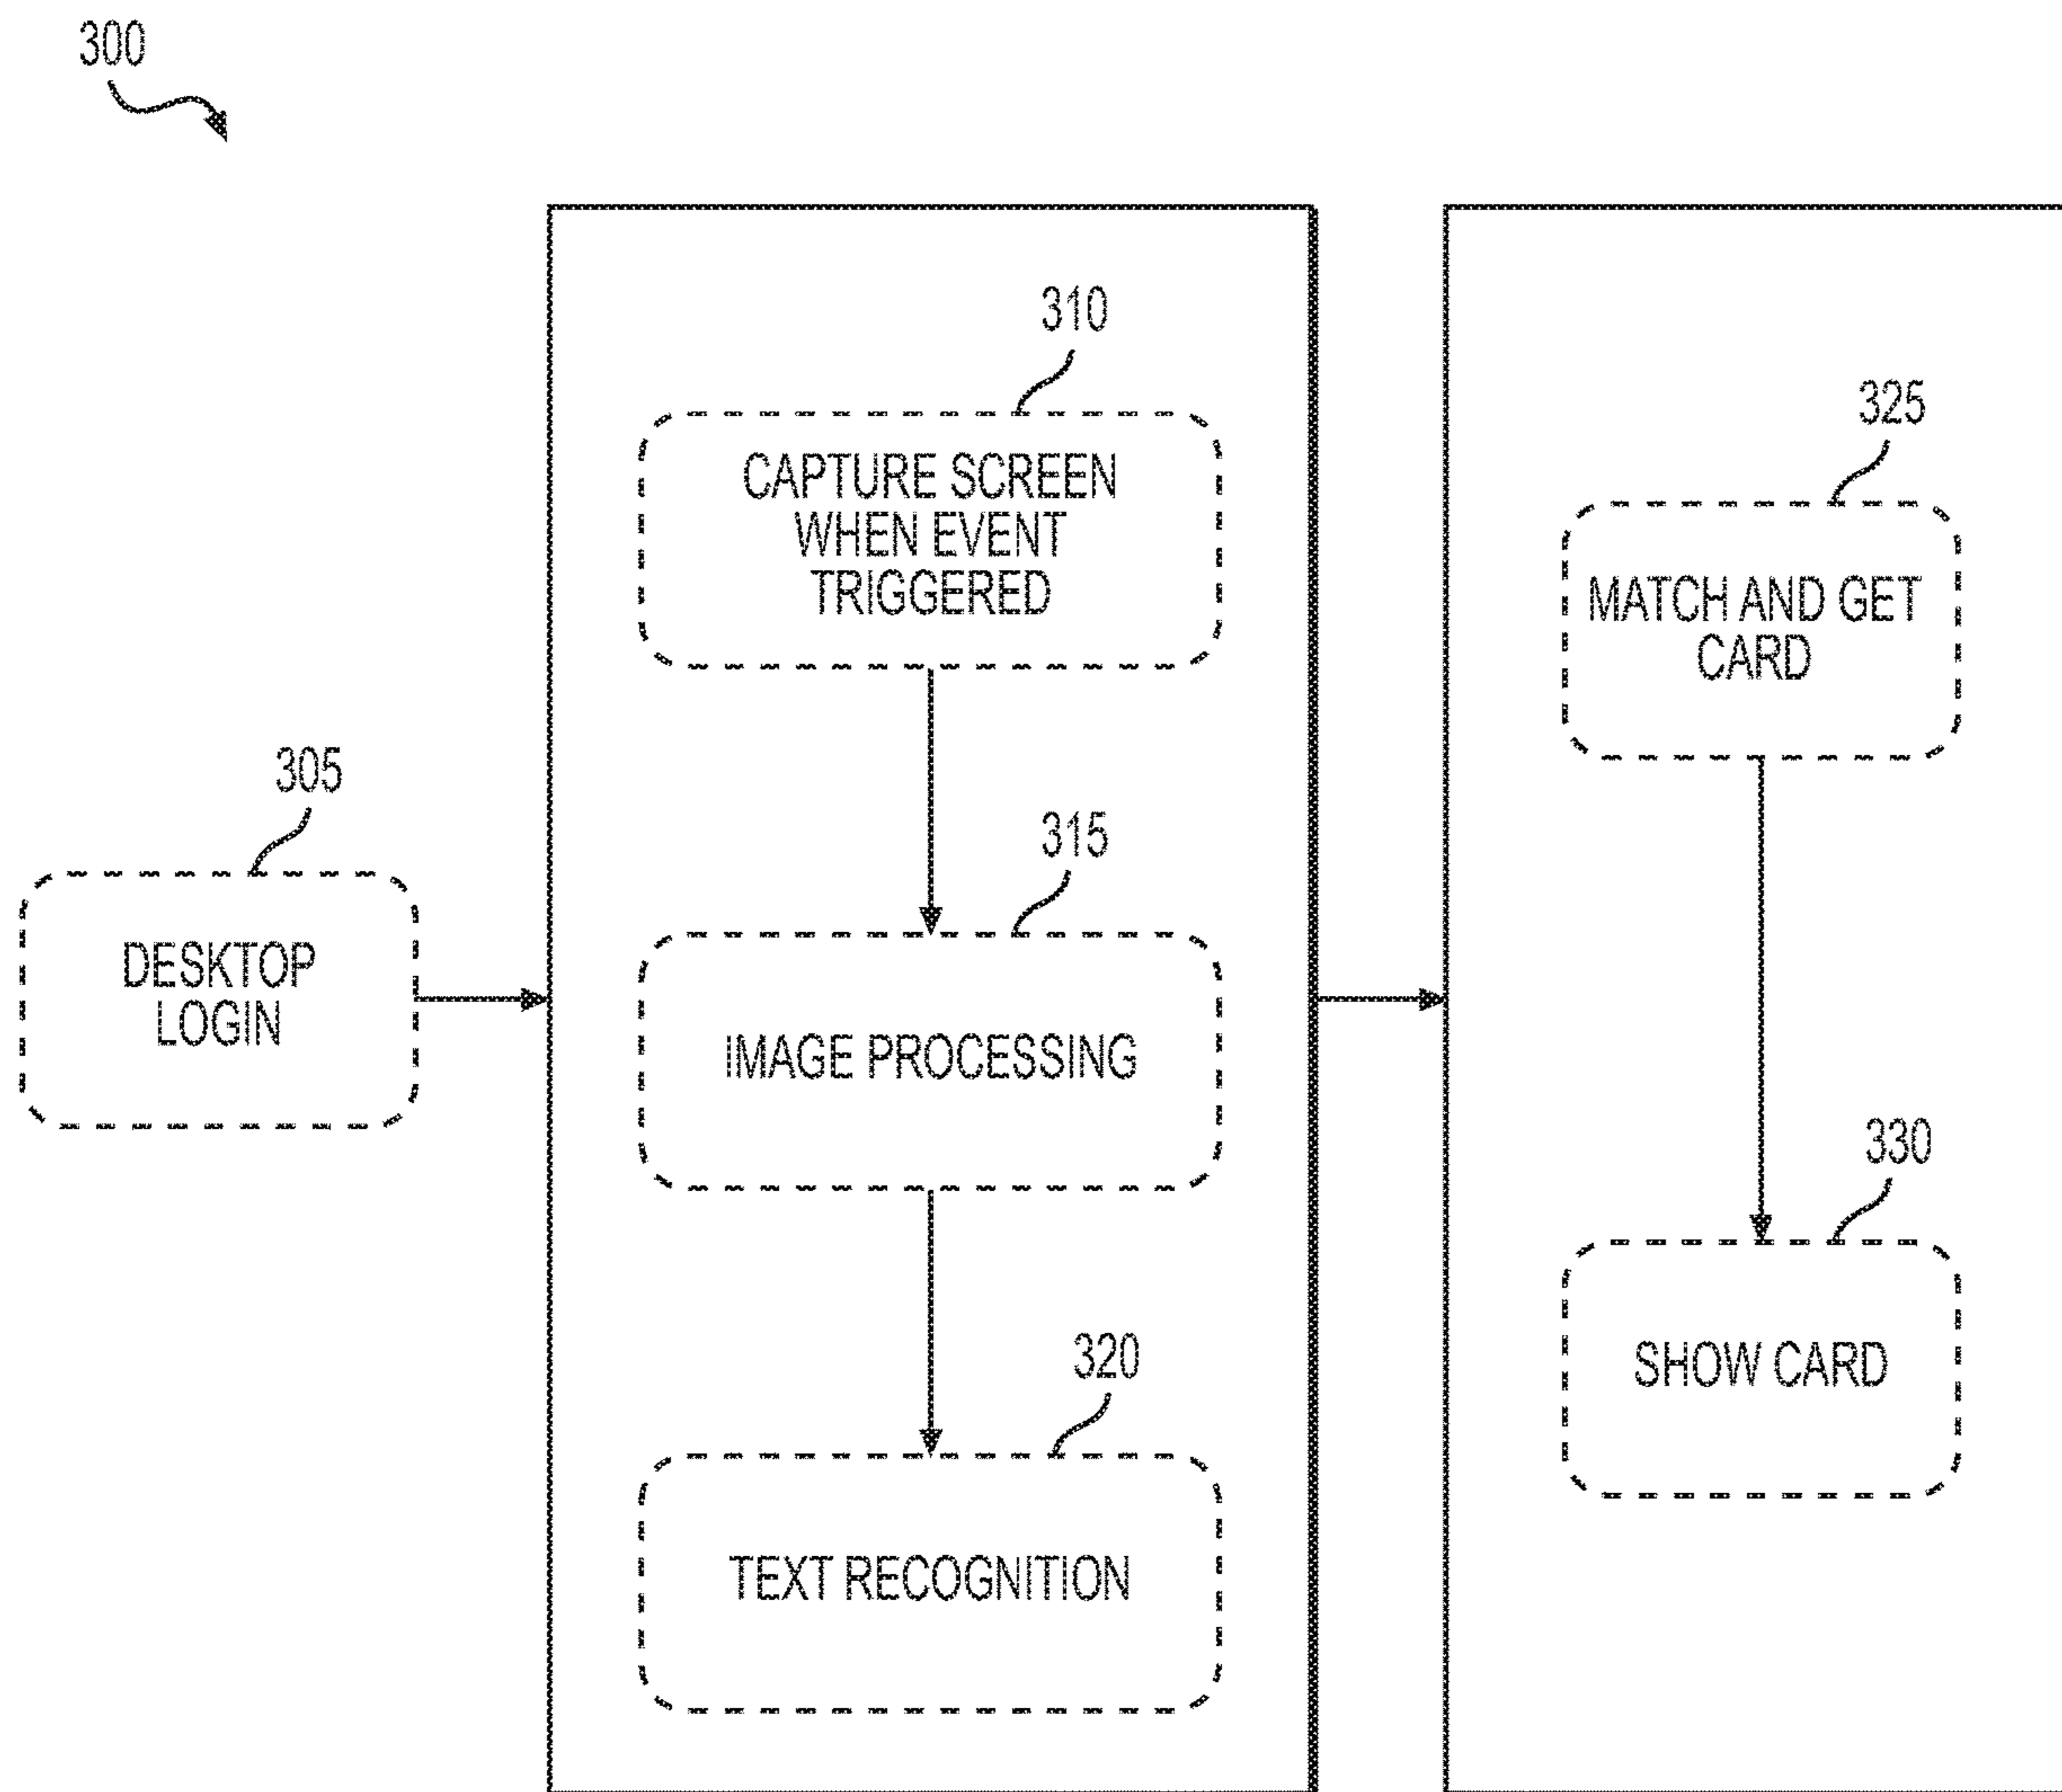 300
305
DESKTOP
LOGIN
310
CAPTURE SCREEN
WHEN EVENT
TRIGGERED
315
IMAGE PROCESSING
320
TEXT RECOGNITION
325
MATCH AND GET
CARD
330
SHOW CARD